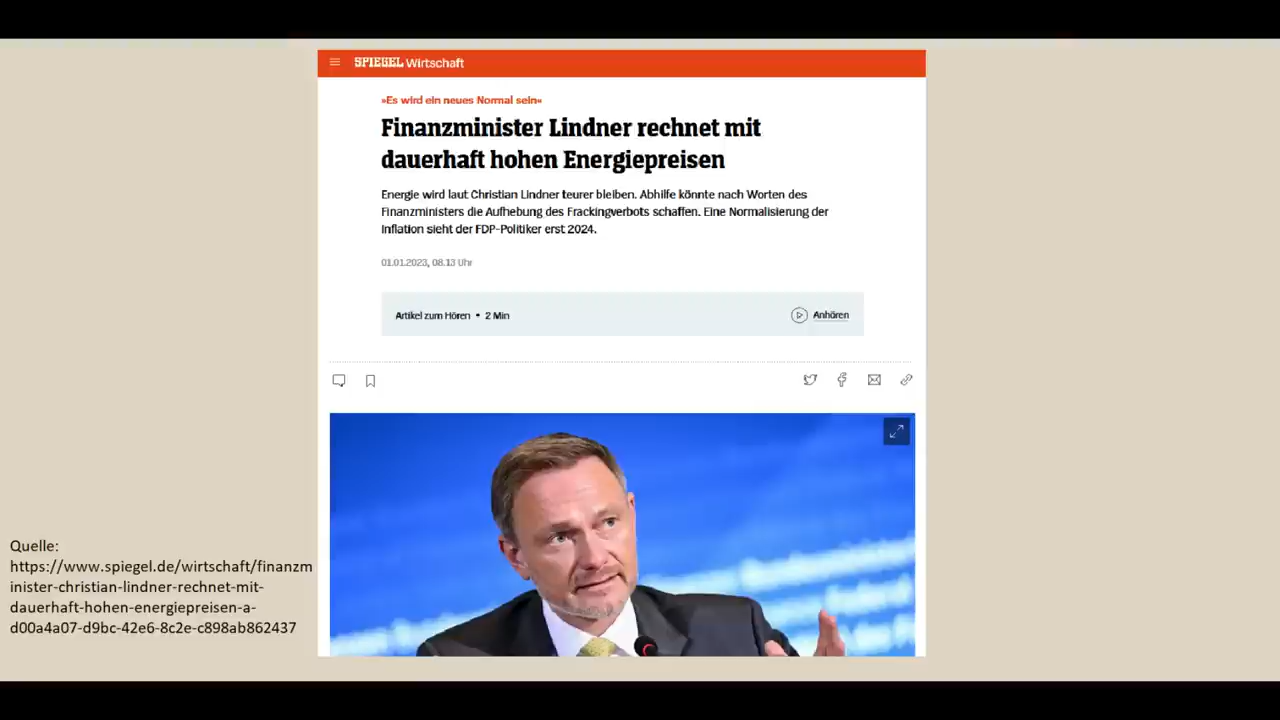 SPIEGEL Wirtschaft
»Es wird ein neues Normal sein«
Finanzminister Lindner rechnet mit
dauerhaft hohen Energiepreisen
Energie wird laut Christian Lindner teurer bleiben. Abhilfe könnte nach Worten des
Finanzministers die Aufhebung des Frackingverbots schaffen. Eine Normalisierung der
Inflation sieht der FDP-Politiker erst 2024.
01.01.2023, 08.13 Uhr
Artikel zum Hören • 2 Min
Anhören
Quelle:
https://www.spiegel.de/wirtschaft/finanzm
inister-christian-lindner-rechnet-mit-
dauerhaft-hohen-energiepreisen-a-
d00a4a07-d9bc-42e6-8c2e-c898ab862437